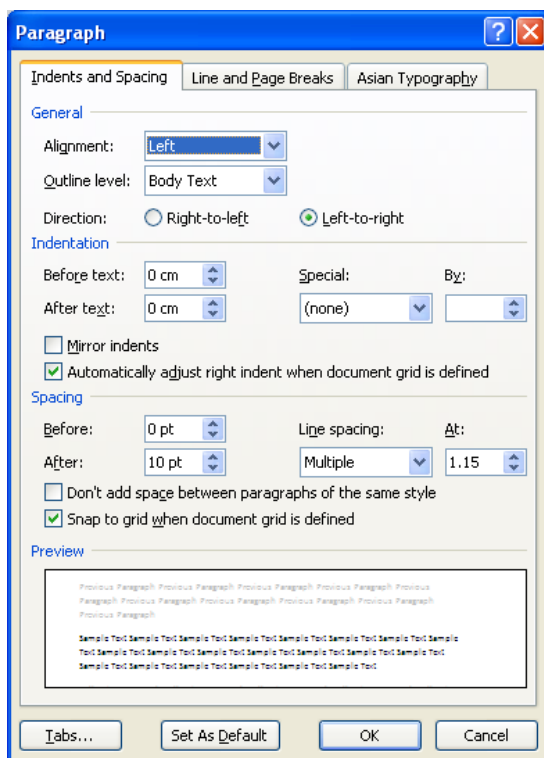 Paragraph
Indents and Spacing Line and Page Breaks Asian Typography
General
Alignment: Left
Outline level: Body Text
Direction: Right-to-left Left-to-right
Indentation
Before text: 0 cm Special: By:
After text: 0 cm (none)
Mirror indents
Automatically adjust right indent when document grid is defined
Spacing
Before: 0 pt Line spacing: At:
After: 10 pt Multiple 1.15
Don't add space between paragraphs of the same style
Snap to grid when document grid is defined
Preview
Previous Paragraph Previous Paragraph Previous Paragraph Previous Paragraph Previous
Paragraph Previous Paragraph Previous Paragraph Previous Paragraph Previous Paragraph
Previous Paragraph
Sample Text Sample Text Sample Text Sample Text Sample Text Sample Text Sample Text Sample
Text Sample Text Sample Text Sample Text Sample Text Sample Text Sample Text Sample Text
Sample Text Sample Text Sample Text Sample Text Sample Text Sample Text
Tabs... Set As Default OK Cancel